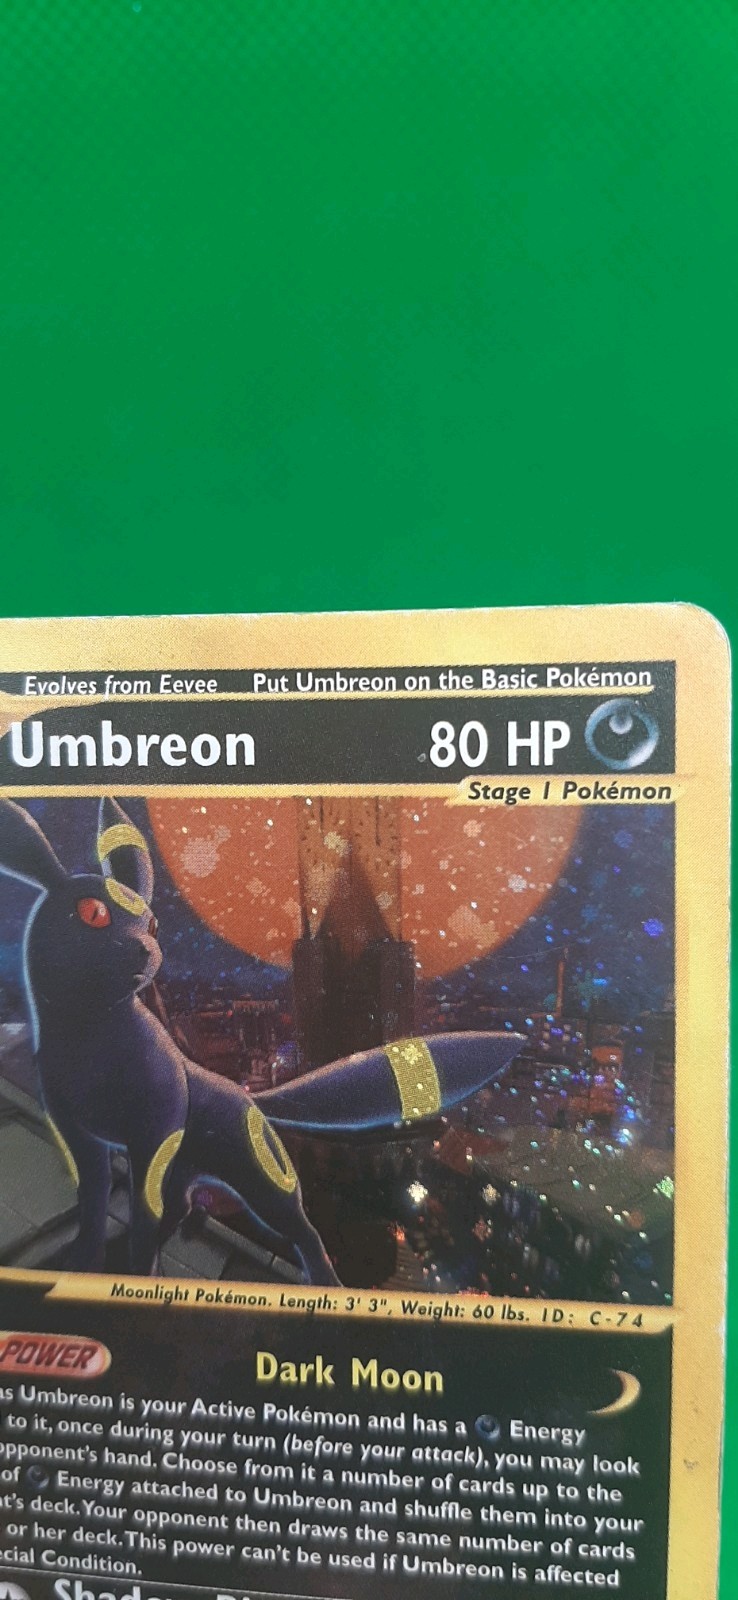 Evolves from Eevee Put Umbreon on the Basic Pokémon
Umbreon 80 HP
Stage 1 Pokémon
Moonlight Pokémon. Length: 3' 3", Weight: 60 lbs. ID: C-74
POWER Dark Moon
as Umbreon is your Active Pokémon and has a Energy
to it, once during your turn (before your attack), you may look
opponent's hand. Choose from it a number of cards up to the
of Energy attached to Umbreon and shuffle them into your
deck. Your opponent then draws the same number of cards
or her deck. This power can't be used if Umbreon is affected
Condition.